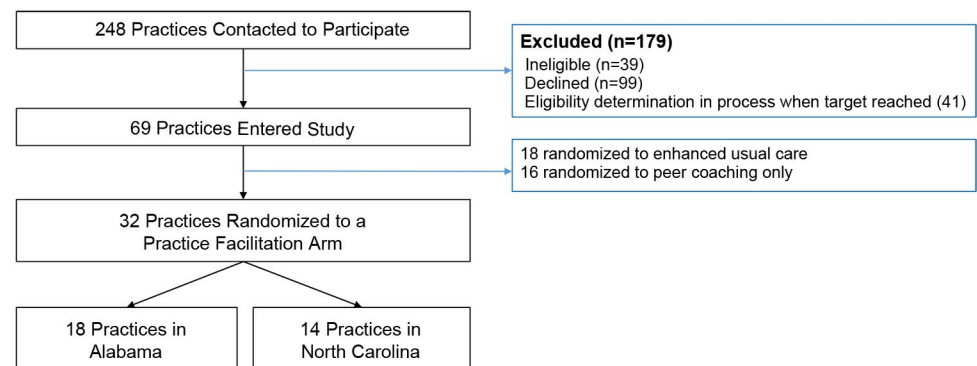 248 Practices Contacted to Participate
Excluded (n=179)
Ineligible (n=39)
Declined (n=99)
Eligibility determination in process when target reached (41)
69 Practices Entered Study
18 randomized to enhanced usual care
16 randomized to peer coaching only
32 Practices Randomized to a
Practice Facilitation Arm
18 Practices in
Alabama
14 Practices in
North Carolina